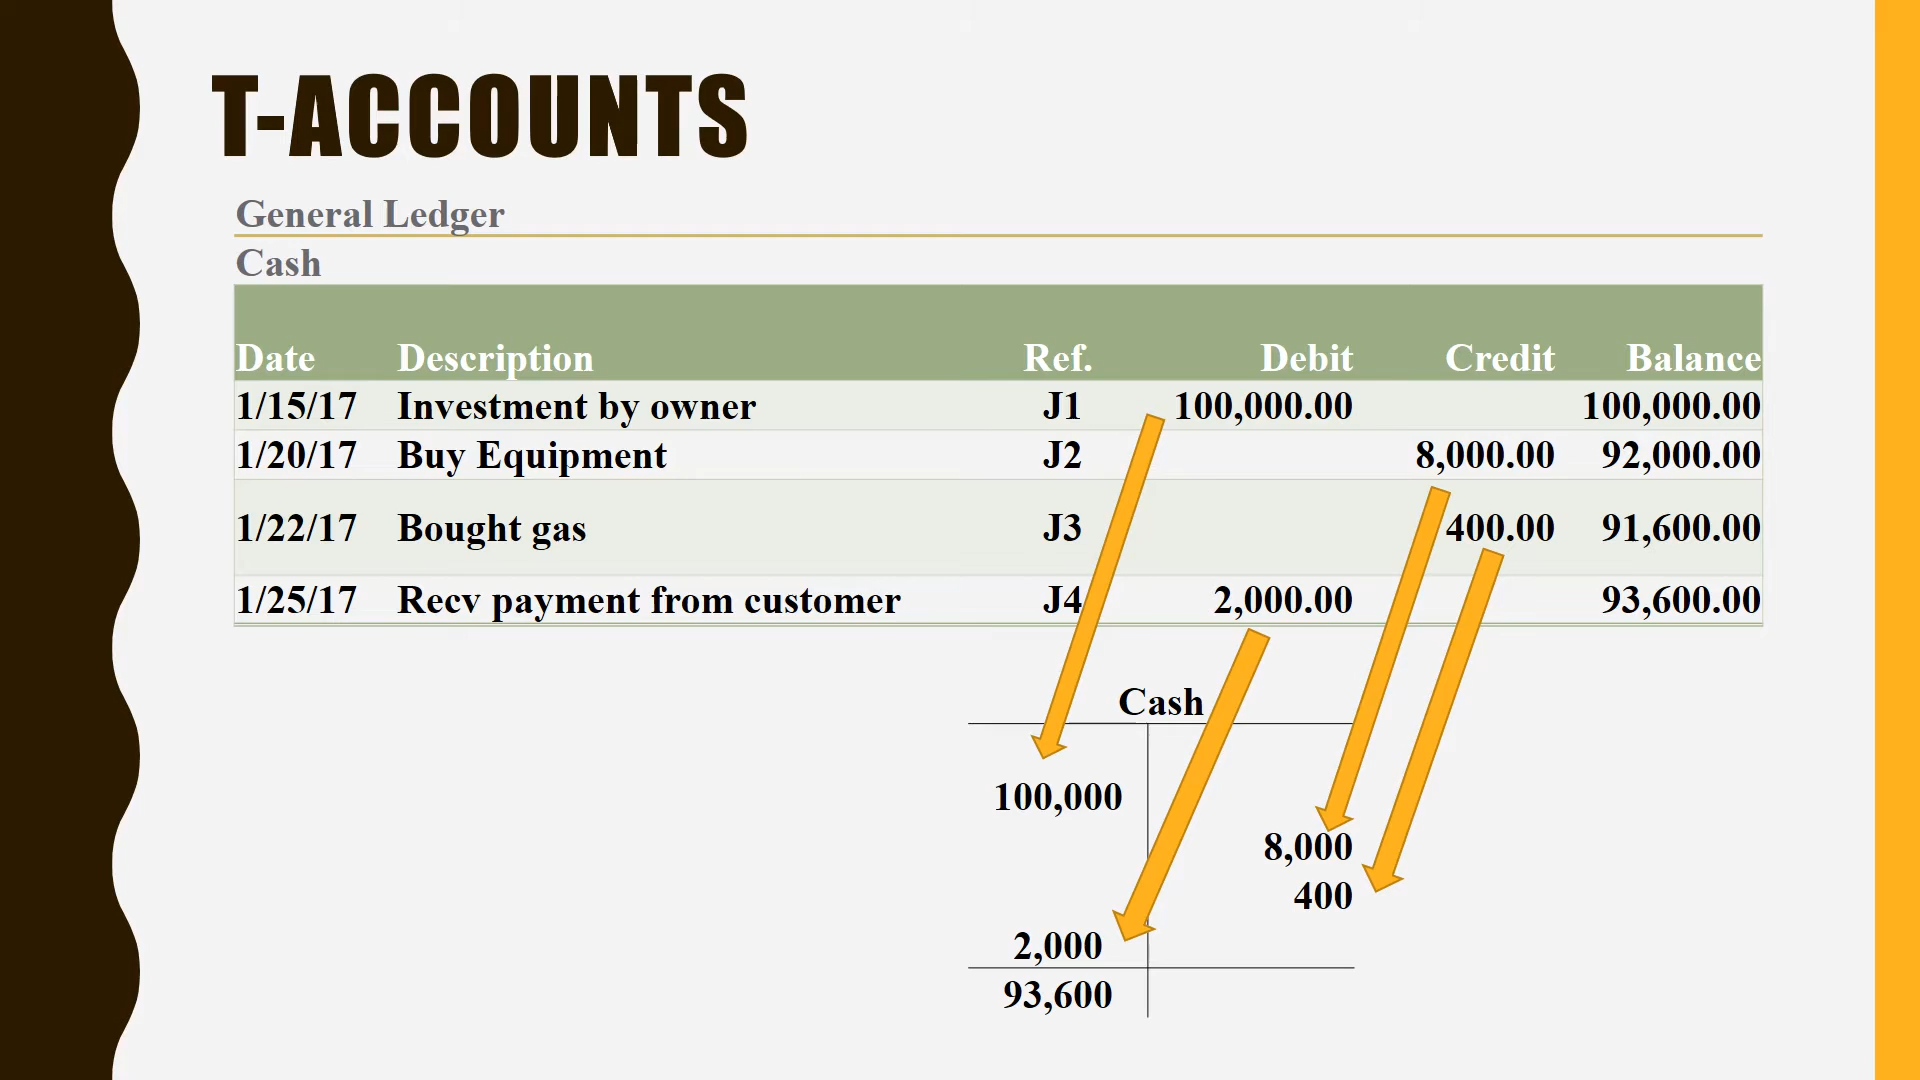 T-ACCOUNTS
General Ledger
Cash
Date Description Ref. Debit Credit Balance
1/15/17 Investment by owner J1 100,000.00 100,000.00
1/20/17 Buy Equipment J2 8,000.00 92,000.00
1/22/17 Bought gas J3 400.00 91,600.00
1/25/17 Recv payment from customer J4 2,000.00 93,600.00
Cash
100,000
8,000
400
2,000
93,600